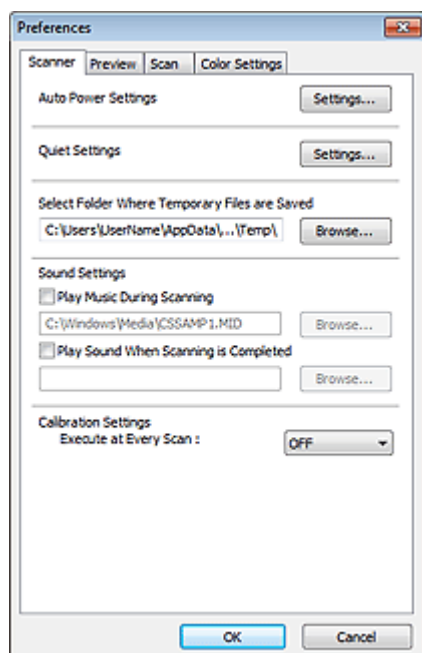 Preferences
Scanner Preview Scan Color Settings
Auto Power Settings Settings...
Quiet Settings Settings...
Select Folder Where Temporary Files are Saved
C:\Users\UserName\AppData\...\Temp\ Browse...
Sound Settings
Play Music During Scanning
C:\Windows\Media\CSSAMP1.MID Browse...
Play Sound When Scanning is Completed
Browse...
Calibration Settings
Execute at Every Scan : OFF
OK Cancel